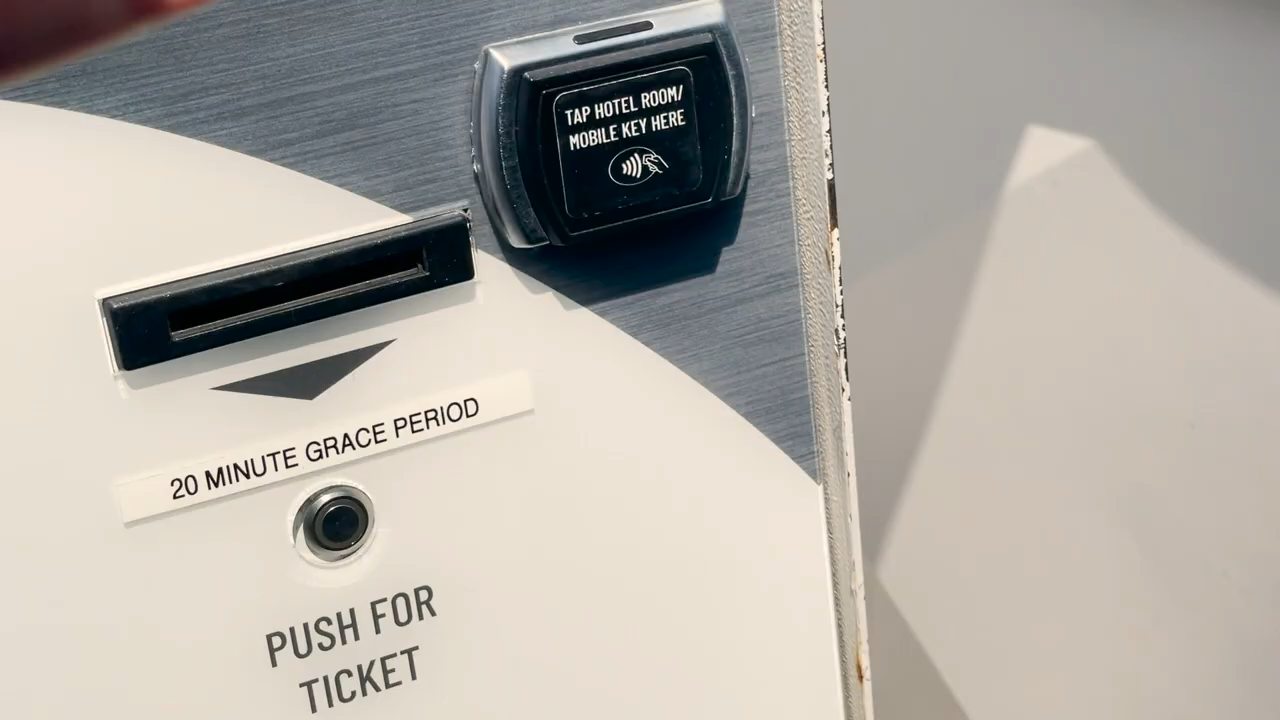 TAP HOTEL ROOM/
MOBILE KEY HERE
20 MINUTE GRACE PERIOD
PUSH FOR
TICKET